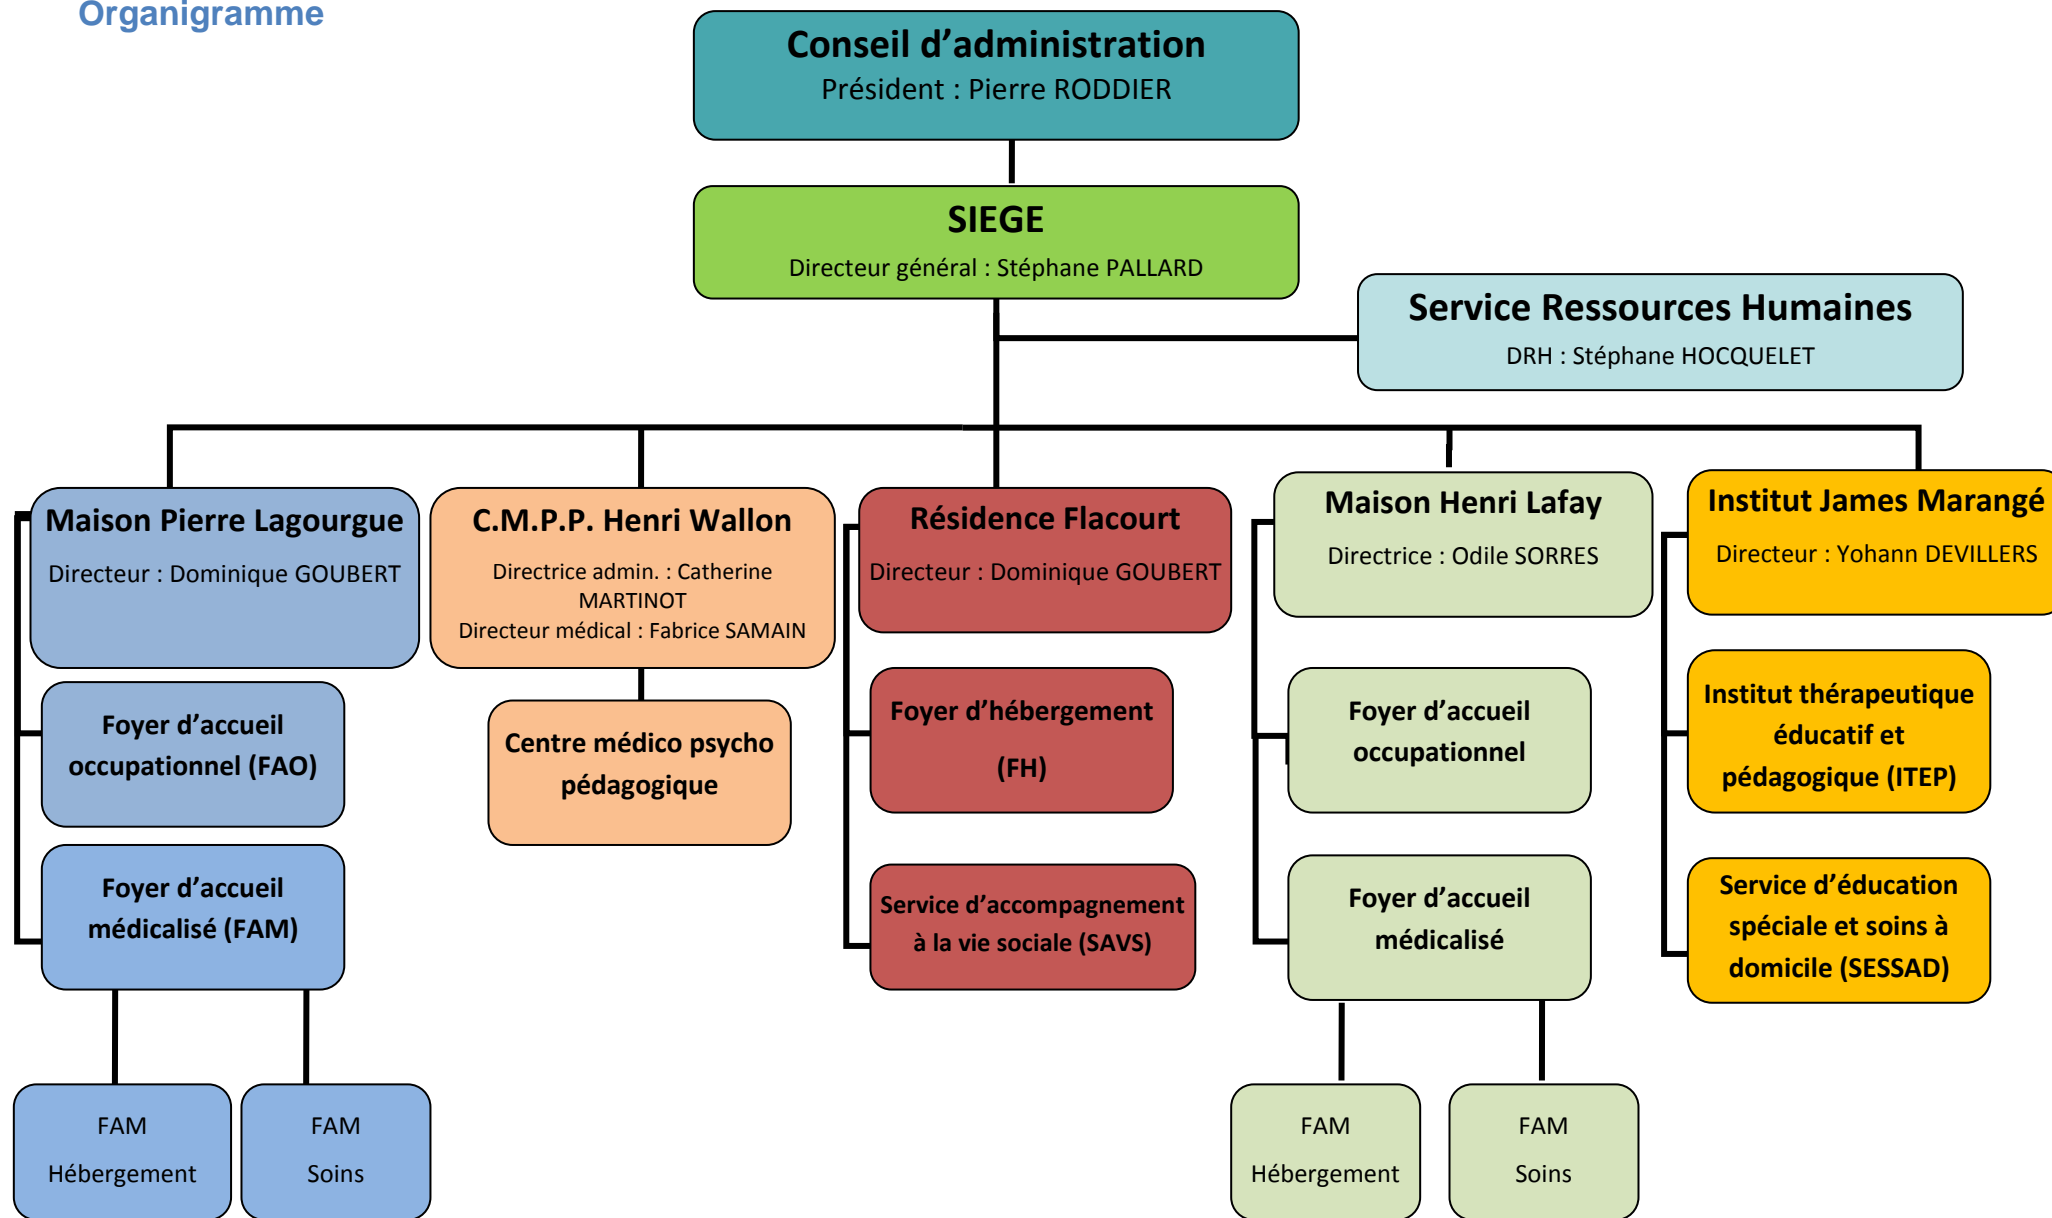 Organigramme
Conseil d’administration
Président : Pierre RODDIER
SIEGE
Directeur général : Stéphane PALLARD
Service Ressources Humaines
DRH : Stéphane HOCQUELET
Maison Pierre Lagourgue
Directeur : Dominique GOUBERT
Foyer d’accueil
occupationnel (FAO)
Foyer d’accueil
médicalisé (FAM)
FAM
Hébergement
FAM
Soins
C.M.P.P. Henri Wallon
Directrice admin. : Catherine
MARTINOT
Directeur médical : Fabrice SAMAIN
Centre médico psycho
pédagogique
Résidence Flacourt
Directeur : Dominique GOUBERT
Foyer d’hébergement
(FH)
Service d’accompagnement
à la vie sociale (SAVS)
Maison Henri Lafay
Directrice : Odile SORRES
Foyer d’accueil
occupationnel
Foyer d’accueil
médicalisé
FAM
Hébergement
FAM
Soins
Institut James Marangé
Directeur : Yohann DEVILLERS
Institut thérapeutique
éducatif et
pédagogique (ITEP)
Service d’éducation
spéciale et soins à
domicile (SESSAD)